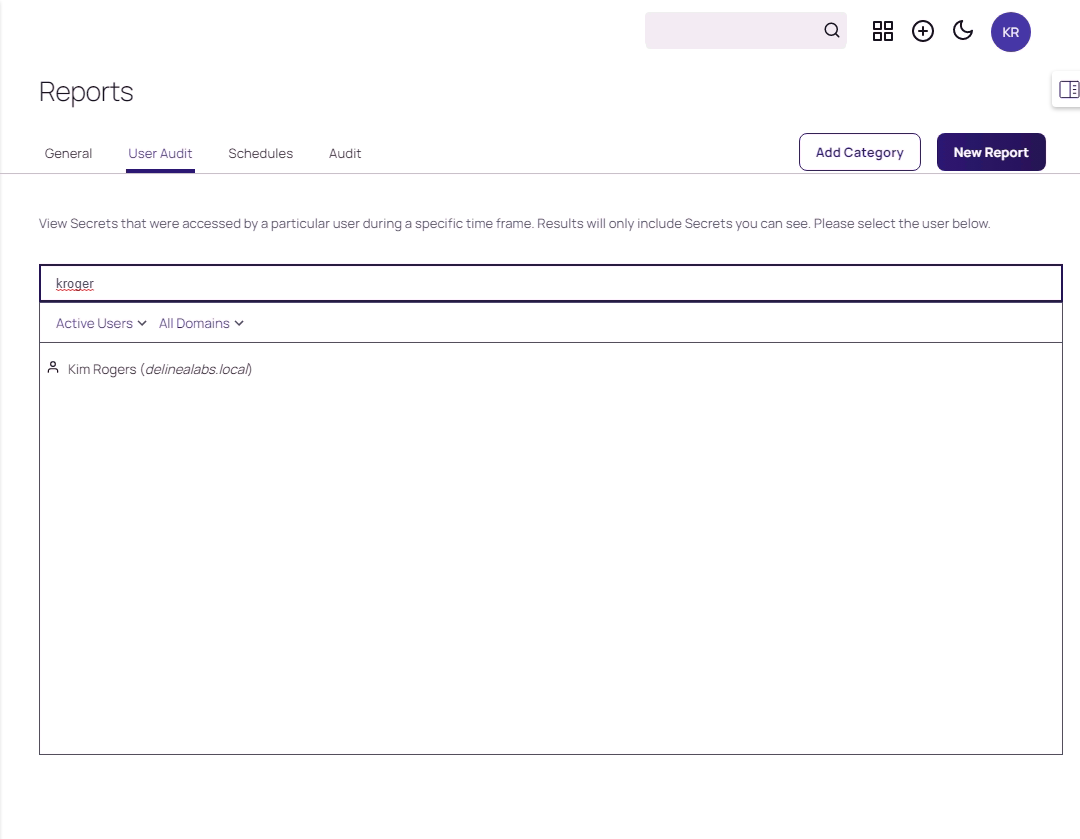 KR
Reports
General User Audit Schedules Audit Add Category New Report
View Secrets that were accessed by a particular user during a specific time frame. Results will only include Secrets you can see. Please select the user below.
kroger
Active Users All Domains
Kim Rogers (delinealabs.local)